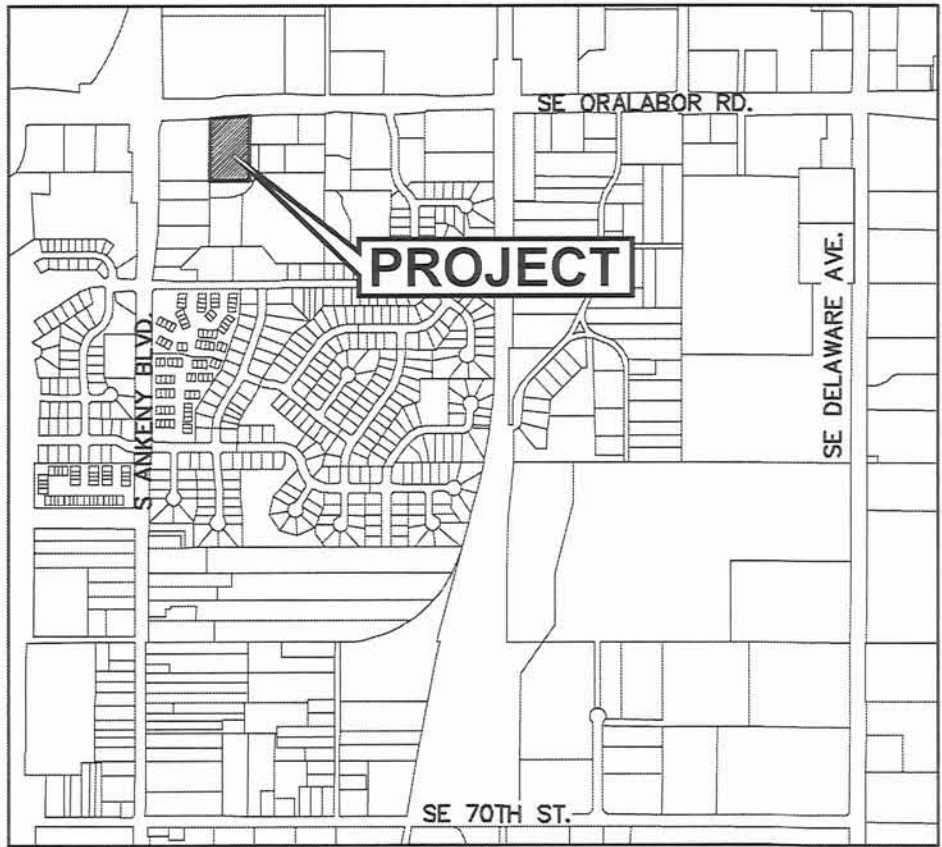 SE ORALABOR RD.
PROJECT
S ANKENY BLVD.
SE DELAWARE AVE.
SE 70TH ST.